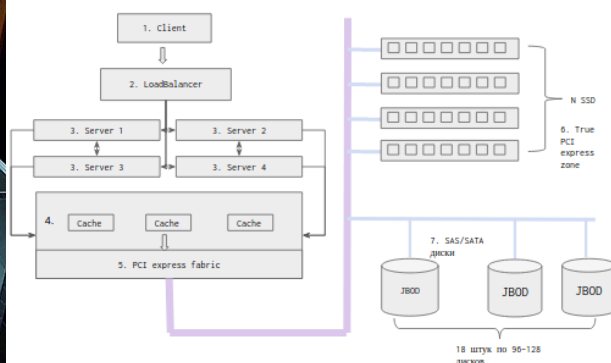 1. Client
2. LoadBalancer
3. Server 1
3. Server 2
3. Server 3
3. Server 4
4.
Cache
Cache
Cache
5. PCI express fabric
N SSD
6. True
PCI
express
zone
7. SAS/SATA
диски
JBOD
JBOD
JBOD
18 штук по 96-128
дисков